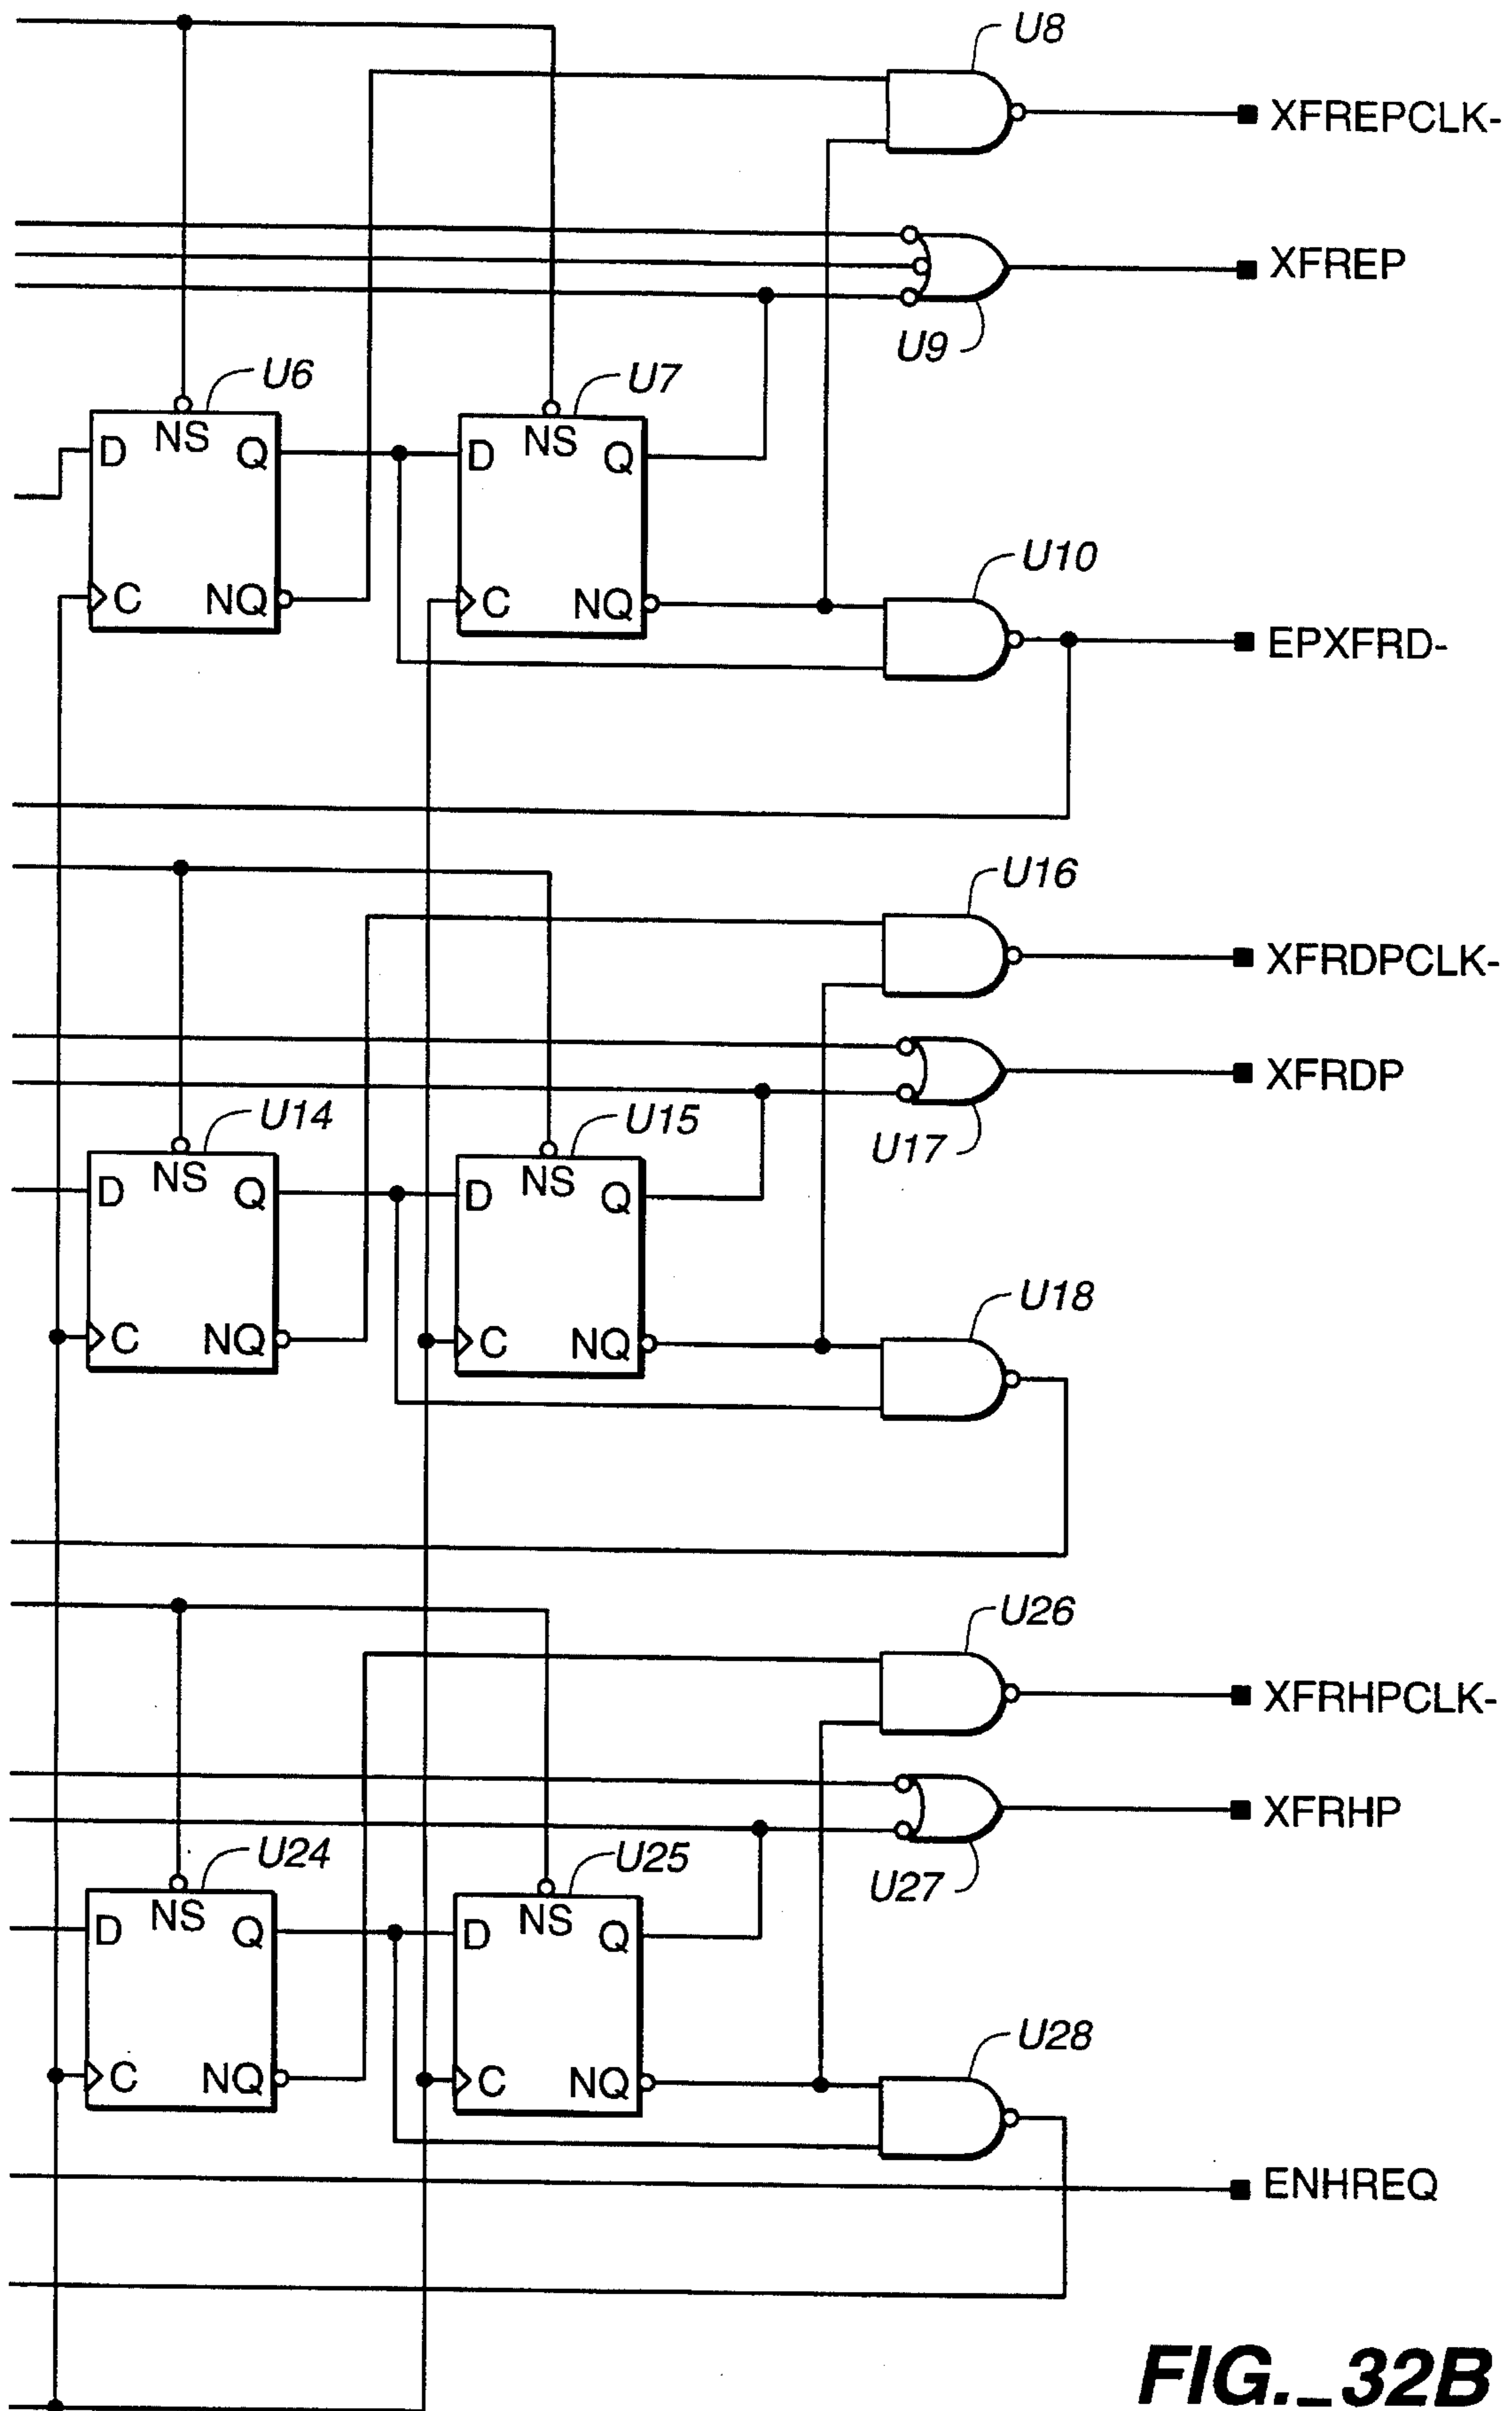 U8
XFREPCLK-
XFREP
U9
U6
U7
D NS Q
D NS Q
U10
C NQ
C NQ
EPXFRD-
U16
XFRDPCLK-
XFRDP
U14
U15
U17
D NS Q
D NS Q
U18
C NQ
C NQ
U26
XFRHPCLK-
XFRHP
U24
U25
U27
D NS Q
D NS Q
U28
C NQ
C NQ
ENHREQ
FIG._32B